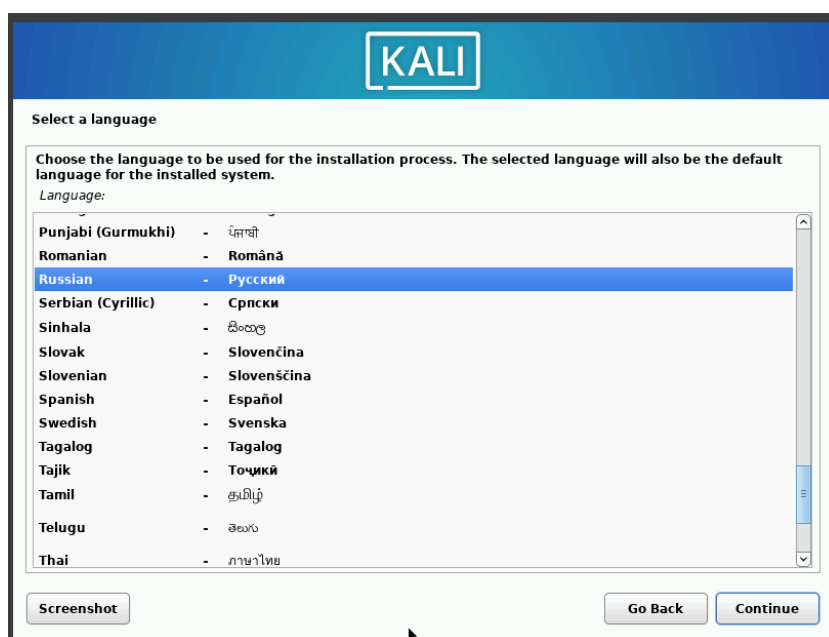 KALI
Select a language
Choose the language to be used for the installation process. The selected language will also be the default
language for the installed system.
Language:
Punjabi (Gurmukhi) - ਪੰਜਾਬੀ
Romanian - Română
Russian - Русский
Serbian (Cyrillic) - Српски
Sinhala - සිංහල
Slovak - Slovenčina
Slovenian - Slovenščina
Spanish - Español
Swedish - Svenska
Tagalog - Tagalog
Tajik - Тоҷикӣ
Tamil - தமிழ்
Telugu - తెలుగు
Thai - ภาษาไทย
Screenshot Go Back Continue